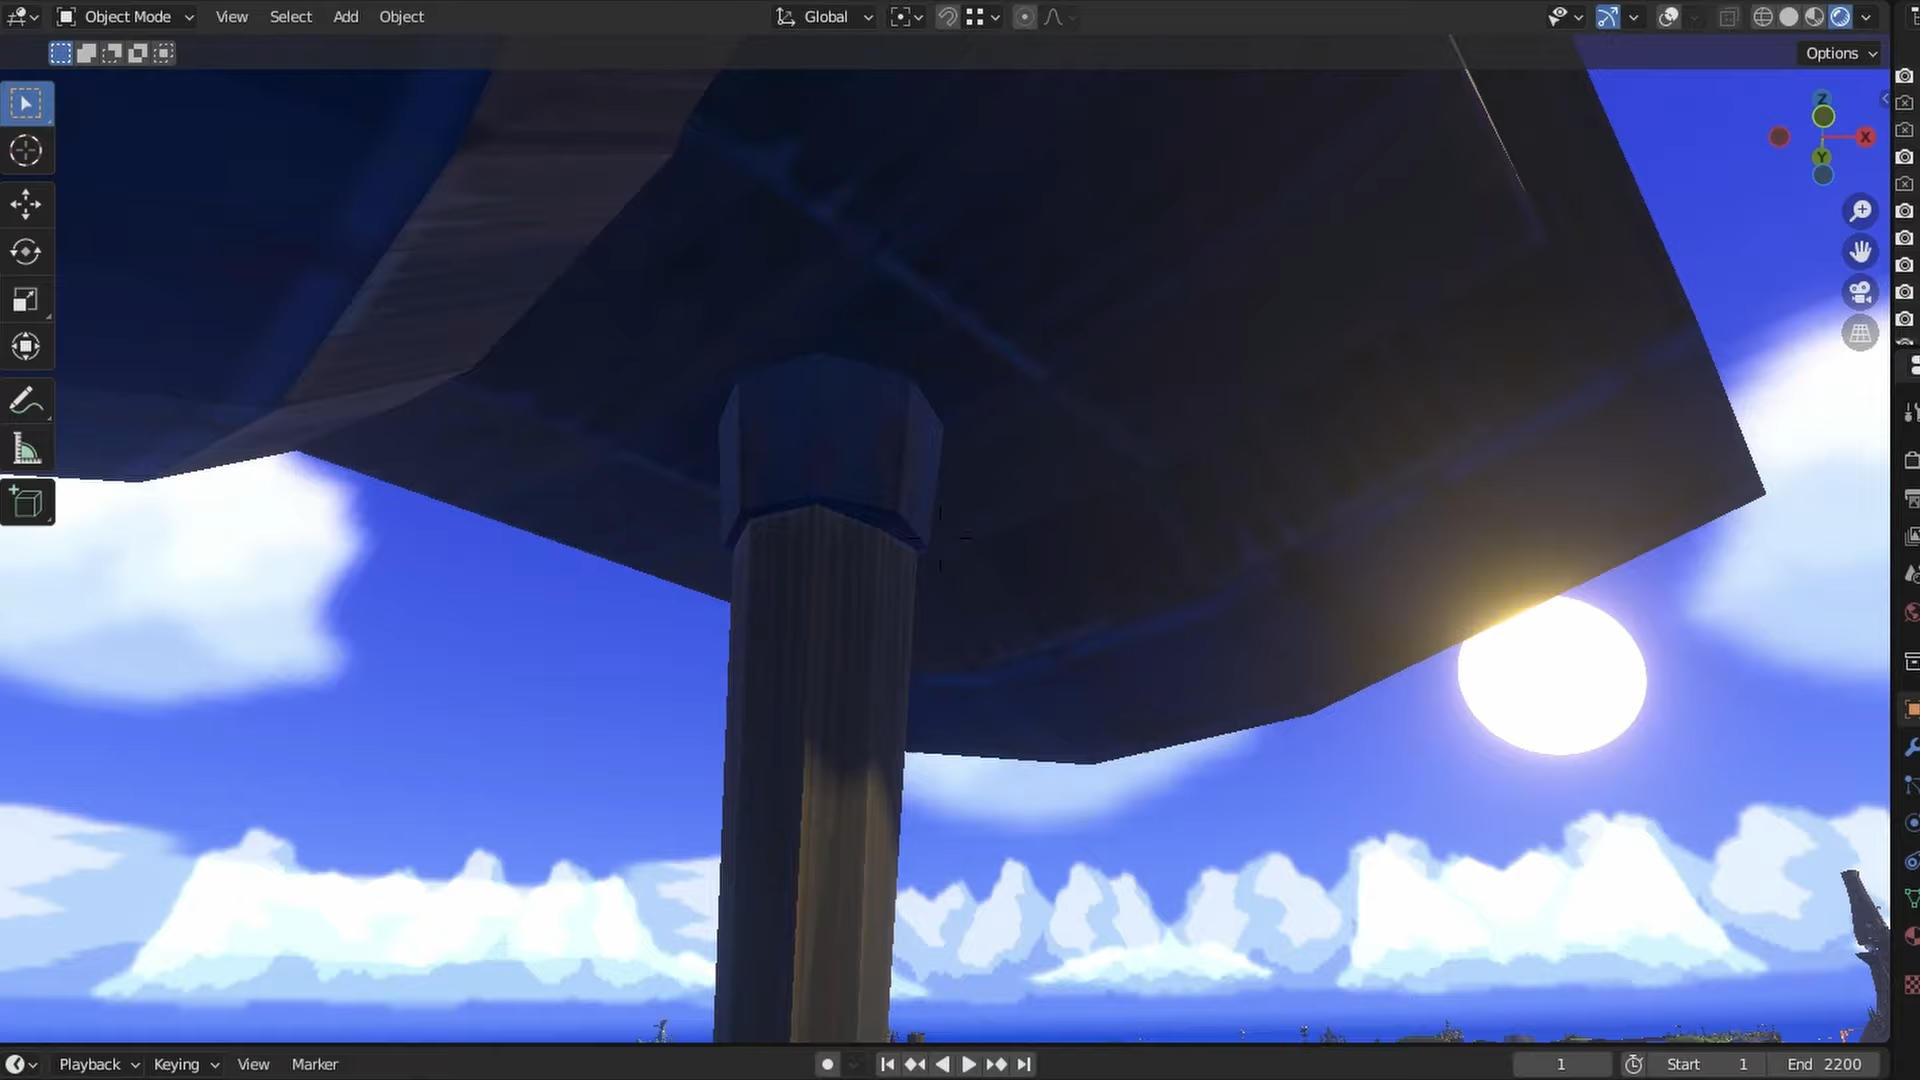 Object Mode View Select Add Object Global
Options
Z
X
Y
Playback Keying View Marker 1 Start 1 End 2200